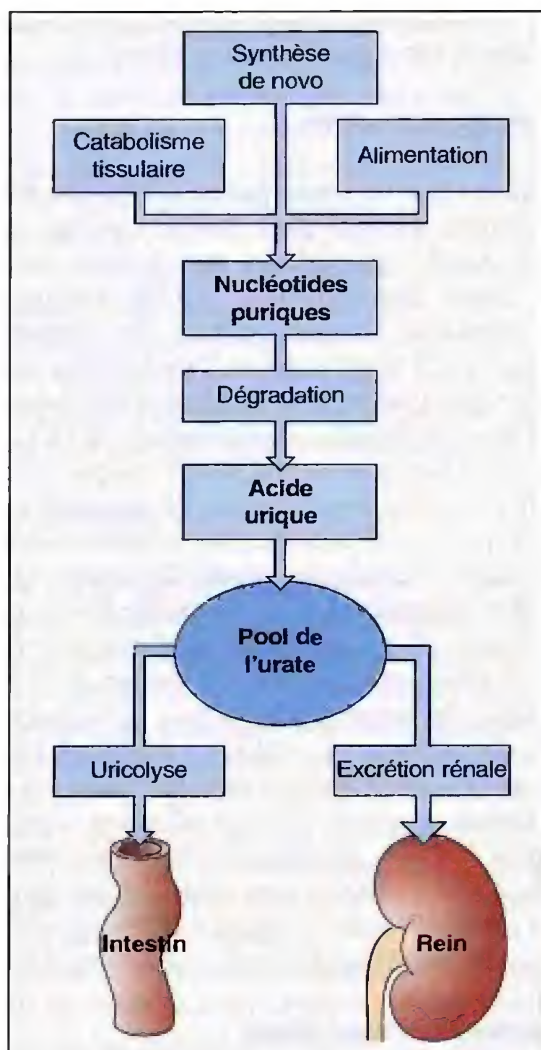 Synthèse
de novo
Catabolisme
tissulaire
Alimentation
Nucléotides
puriques
Dégradation
Acide
urique
Pool de
l'urate
Uricolyse
Excrétion rénale
Intestin
Rein